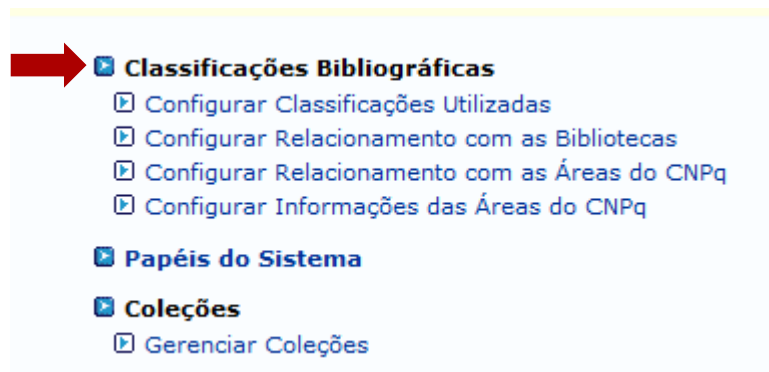 Classificações Bibliográficas
Configurar Classificações Utilizadas
Configurar Relacionamento com as Bibliotecas
Configurar Relacionamento com as Áreas do CNPq
Configurar Informações das Áreas do CNPq
Papéis do Sistema
Coleções
Gerenciar Coleções